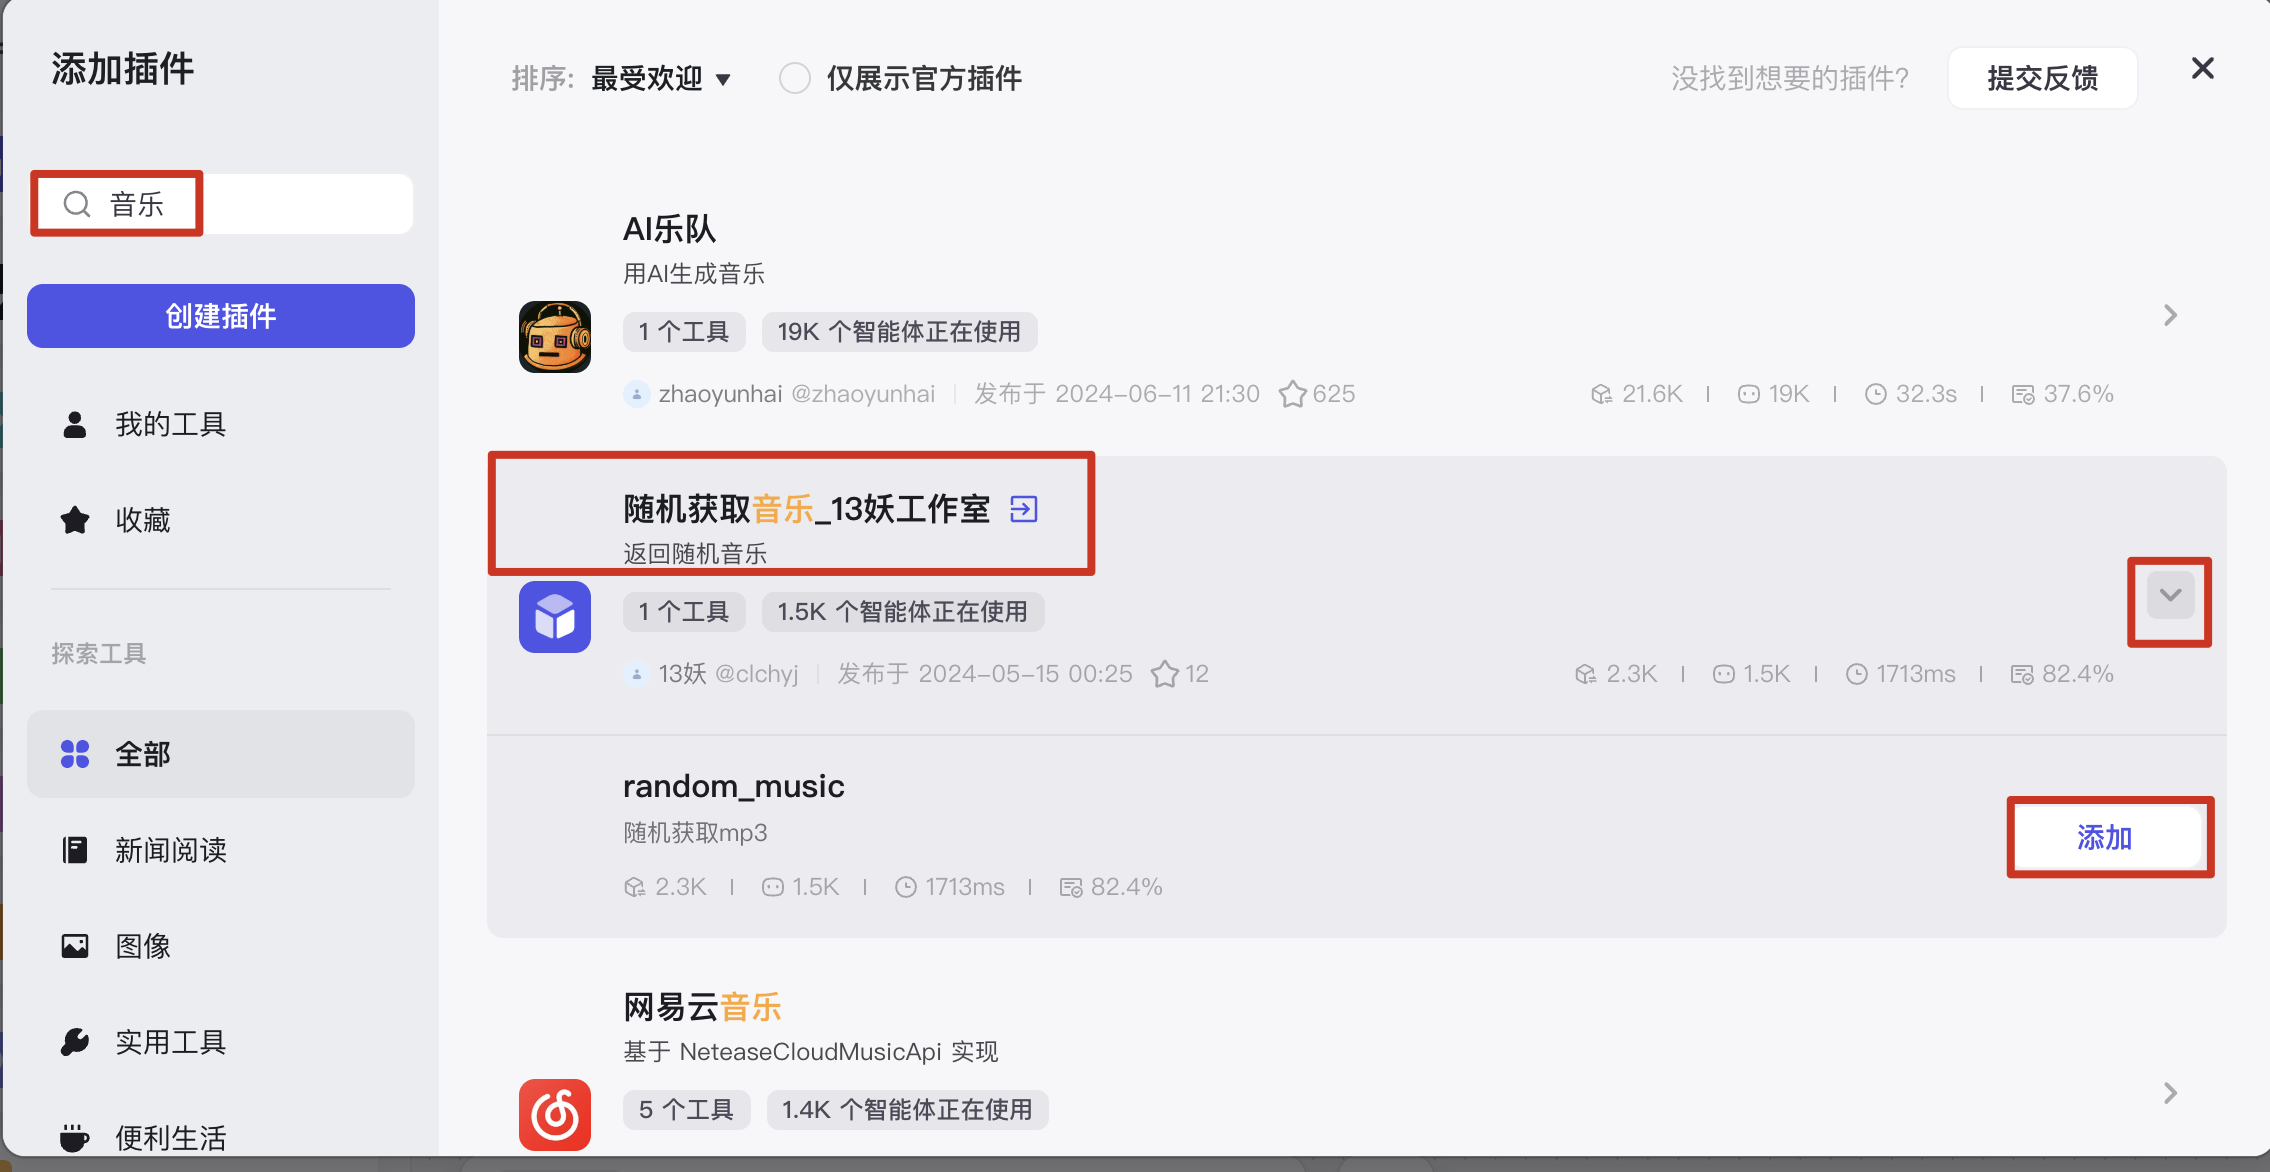 添加插件
音乐
创建插件
我的工具
收藏
探索工具
全部
新闻阅读
图像
实用工具
便利生活
排序: 最受欢迎 仅展示官方插件 没找到想要的插件? 提交反馈
AI乐队
用AI生成音乐
1 个工具 19K 个智能体正在使用
zhaoyunhai @zhaoyunhai 发布于 2024-06-11 21:30 625 21.6K 19K 32.3s 37.6%
随机获取音乐_13妖工作室
返回随机音乐
1 个工具 1.5K 个智能体正在使用
13妖 @clchyj 发布于 2024-05-15 00:25 12 2.3K 1.5K 1713ms 82.4%
random_music
随机获取mp3
添加
2.3K 1.5K 1713ms 82.4%
网易云音乐
基于 NeteaseCloudMusicApi 实现
5 个工具 1.4K 个智能体正在使用